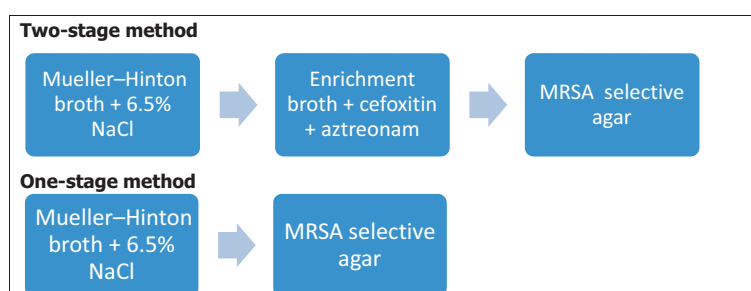 Two-stage method
Mueller–Hinton
broth + 6.5%
NaCl
Enrichment
broth + cefoxitin
+ aztreonam
MRSA selective
agar
One-stage method
Mueller–Hinton
broth + 6.5%
NaCl
MRSA selective
agar